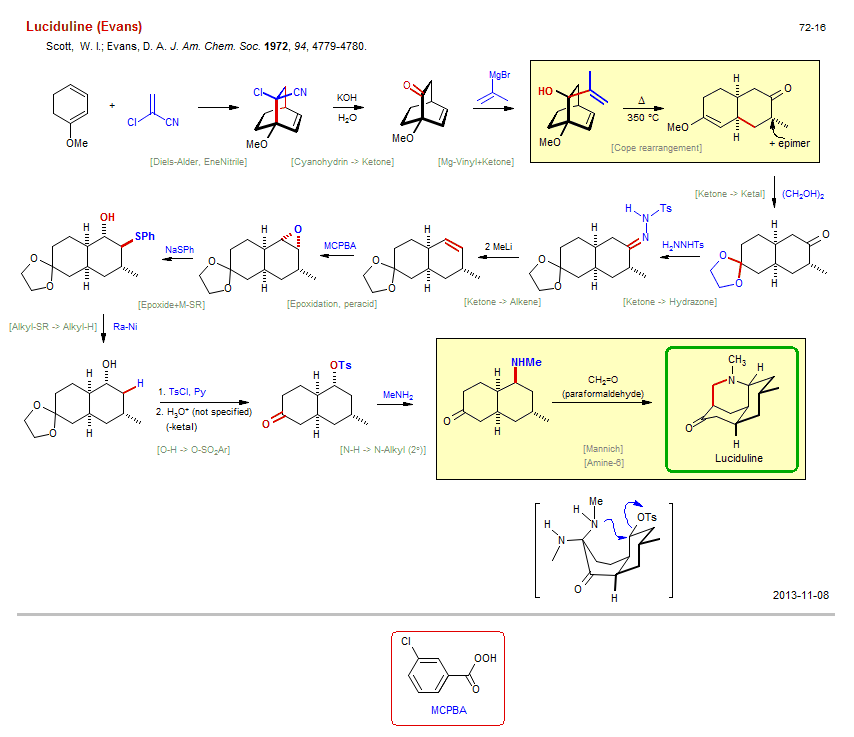 Luciduline (Evans)
72-16
Scott, W. I.; Evans, D. A. J. Am. Chem. Soc. 1972, 94, 4779-4780.
OMe
+
Cl
CN
Cl
CN
MeO
[Diels-Alder, EneNitrile]
KOH
H2O
O
MeO
[Cyanohydrin -> Ketone]
MgBr
[Mg-Vinyl+Ketone]
HO
MeO
Δ
350 °C
[Cope rearrangement]
H
O
MeO
H
+ epimer
[Ketone -> Ketal]
(CH2OH)2
OH
H
SPh
O
O
H
NaSPh
[Epoxide+M-SR]
H
O
O
O
H
MCPBA
[Epoxidation, peracid]
H
O
O
H
2 MeLi
[Ketone -> Alkene]
H
N
Ts
N
H
O
O
H
H2NNHTs
[Ketone -> Hydrazone]
H
O
O
O
H
[Alkyl-SR -> Alkyl-H]
Ra-Ni
OH
H
H
O
O
H
1. TsCl, Py
2. H3O+ (not specified)
(-ketal)
[O-H -> O-SO2Ar]
OTs
H
O
H
MeNH2
[N-H -> N-Alkyl (2°)]
NHMe
H
O
H
CH2=O
(paraformaldehyde)
[Mannich]
[Amine-6]
CH3
N
H
O
H
Luciduline
Me
H
N
OTs
H
N
O
H
2013-11-08
Cl
OOH
O
MCPBA